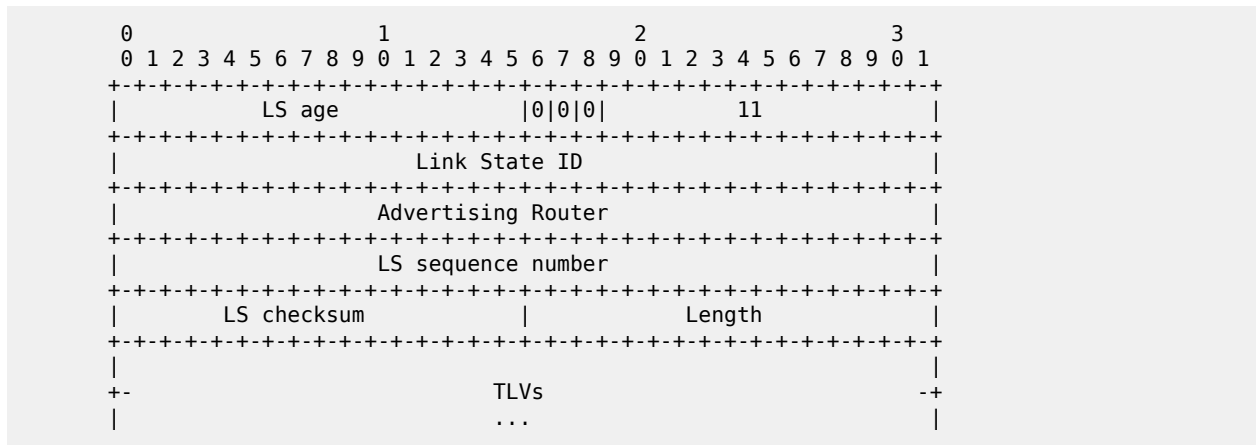 0                   1                   2                   3
 0 1 2 3 4 5 6 7 8 9 0 1 2 3 4 5 6 7 8 9 0 1 2 3 4 5 6 7 8 9 0 1
+-+-+-+-+-+-+-+-+-+-+-+-+-+-+-+-+-+-+-+-+-+-+-+-+-+-+-+-+-+-+-+-+
|           LS age              |0|0|0|          11             |
+-+-+-+-+-+-+-+-+-+-+-+-+-+-+-+-+-+-+-+-+-+-+-+-+-+-+-+-+-+-+-+-+
|                       Link State ID                           |
+-+-+-+-+-+-+-+-+-+-+-+-+-+-+-+-+-+-+-+-+-+-+-+-+-+-+-+-+-+-+-+-+
|                    Advertising Router                         |
+-+-+-+-+-+-+-+-+-+-+-+-+-+-+-+-+-+-+-+-+-+-+-+-+-+-+-+-+-+-+-+-+
|                    LS sequence number                         |
+-+-+-+-+-+-+-+-+-+-+-+-+-+-+-+-+-+-+-+-+-+-+-+-+-+-+-+-+-+-+-+-+
|        LS checksum            |            Length             |
+-+-+-+-+-+-+-+-+-+-+-+-+-+-+-+-+-+-+-+-+-+-+-+-+-+-+-+-+-+-+-+-+
|                                                               |
+-                            TLVs                             -+
|                             ...                               |